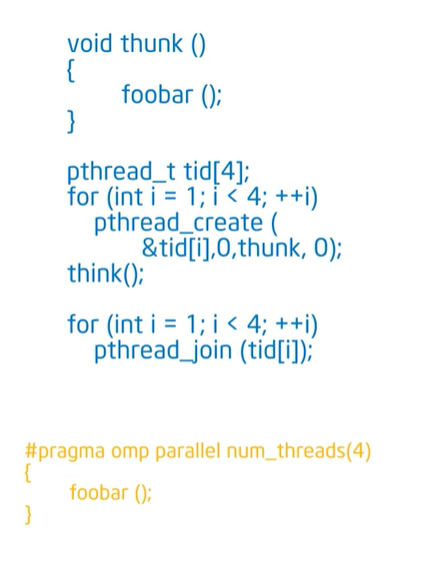 void thunk ()
{
foobar ();
}
pthread_t tid[4];
for (int i = 1; i < 4; ++i)
pthread_create (
&tid[i],0,thunk, 0);
think();
for (int i = 1; i < 4; ++i)
pthread_join (tid[i]);
#pragma omp parallel num_threads(4)
{
foobar ();
}